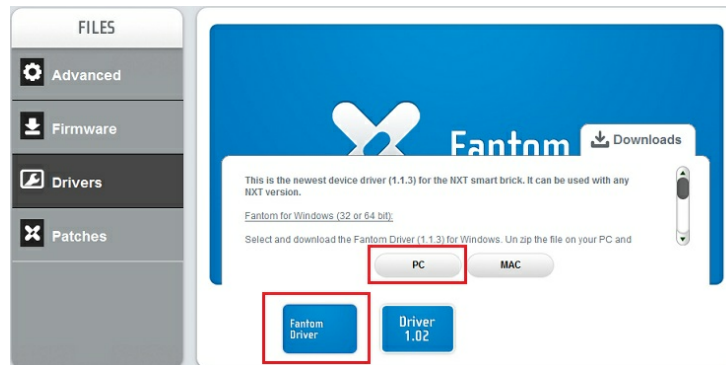 FILES
Advanced
Firmware
Drivers
Patches
Fantom
Downloads
This is the newest device driver (1.1.3) for the NXT smart brick. It can be used with any
NXT version.
Fantom for Windows (32 or 64 bit):
Select and download the Fantom Driver (1.1.3) for Windows. Un zip the file on your PC and
PC
MAC
Fantom
Driver
Driver
1.02